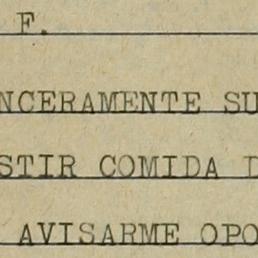 F.
NCERAMENTE SU
STIR COMIDA D
AVISARME OPO